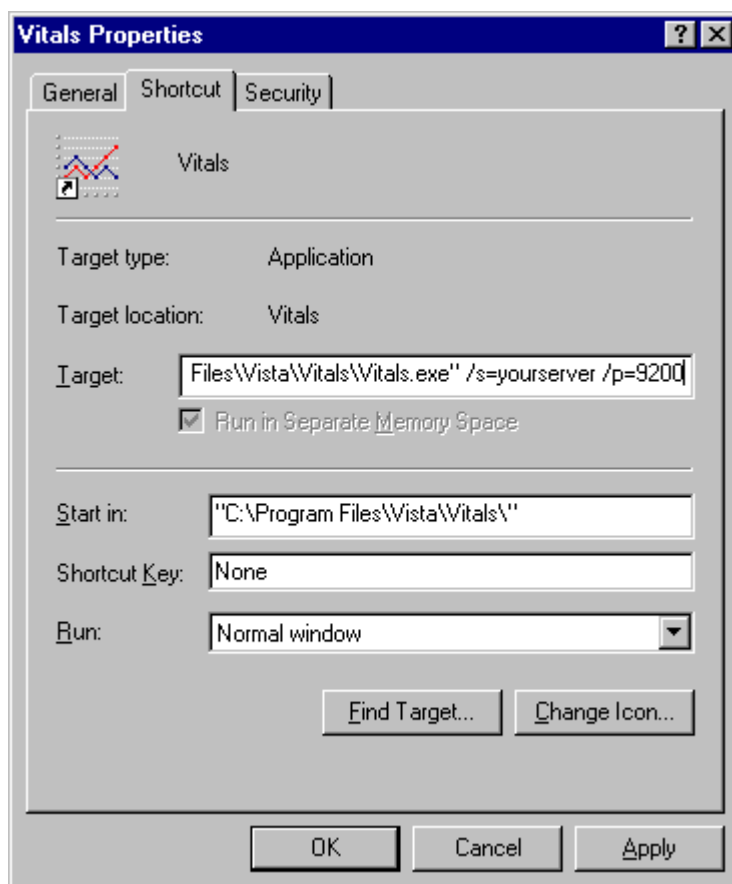 Vitals Properties
General Shortcut Security
Vitals
Target type: Application
Target location: Vitals
Target: Files\Vista\Vitals\Vitals.exe" /s=yourserver /p=9200
Run in Separate Memory Space
Start in: "C:\Program Files\Vista\Vitals\"
Shortcut Key: None
Run: Normal window
Find Target... Change Icon...
OK Cancel Apply